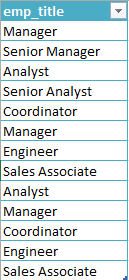 emp_title
Manager
Senior Manager
Analyst
Senior Analyst
Coordinator
Manager
Engineer
Sales Associate
Analyst
Manager
Coordinator
Engineer
Sales Associate